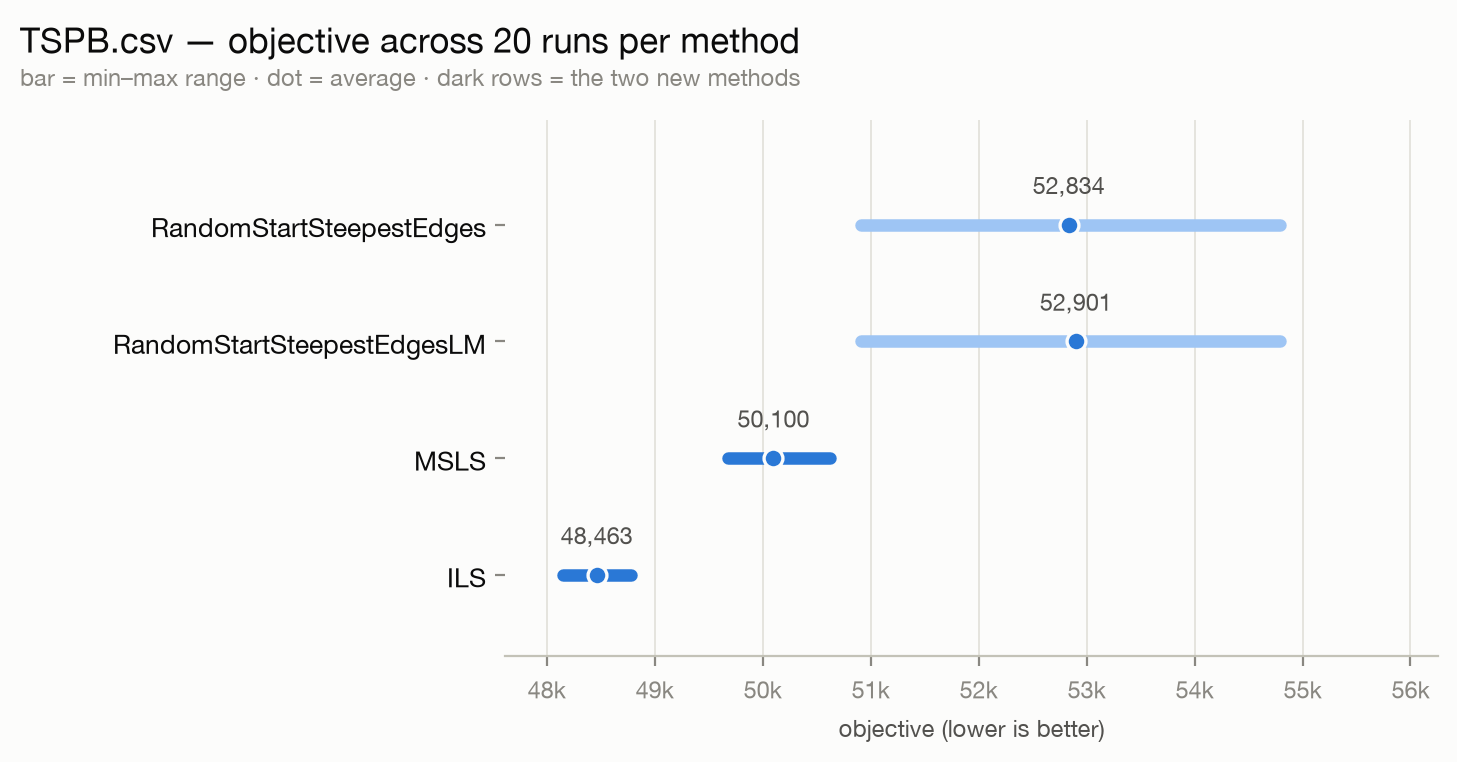 TSPB.csv — objective across 20 runs per method
bar = min–max range · dot = average · dark rows = the two new methods
52,834
RandomStartSteepestEdges
52,901
RandomStartSteepestEdgesLM
50,100
MSLS
48,463
ILS
48k 49k 50k 51k 52k 53k 54k 55k 56k
objective (lower is better)